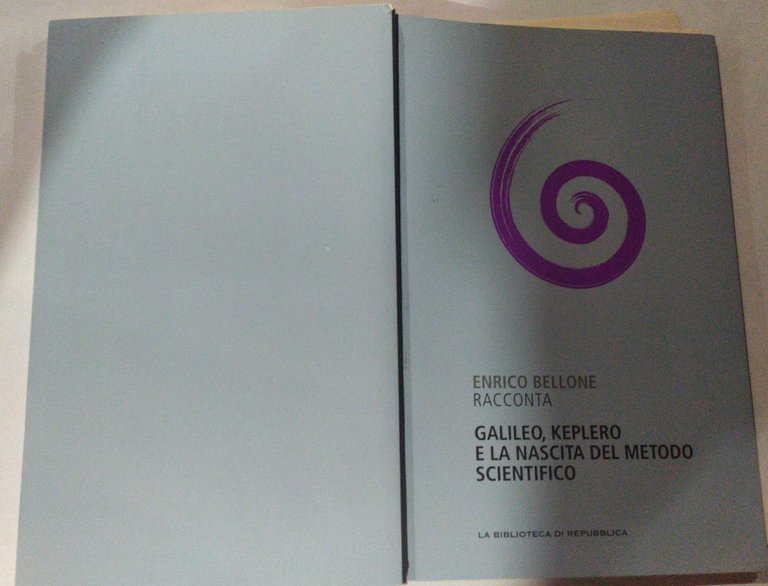 ENRICO BELLONE
RACCONTA
GALILEO, KEPLERO
E LA NASCITA DEL METODO
SCIENTIFICO
LA BIBLIOTECA DI REPUBBLICA